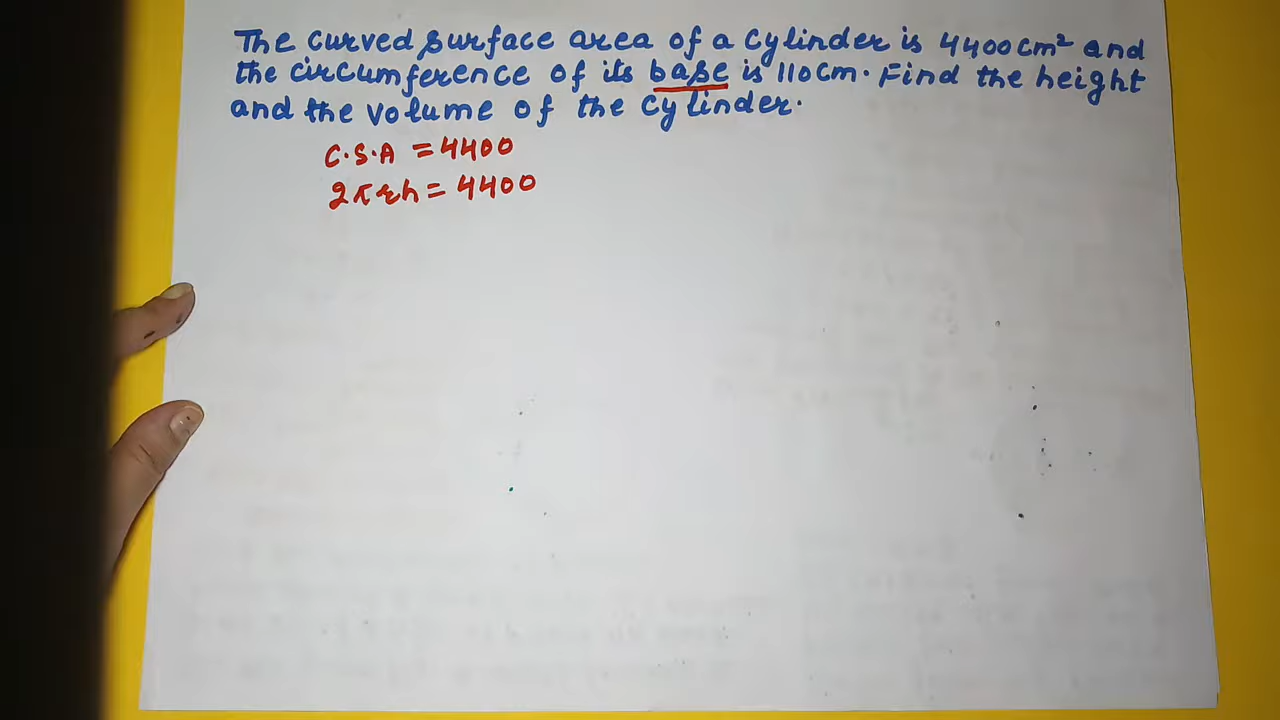 The curved surface area of a cylinder is 4400cm² and
the circumference of its base is 110cm. Find the height
and the volume of the cylinder.
C.S.A = 4400
2πrh = 4400